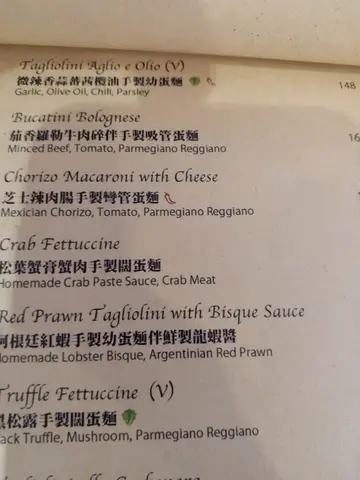 Tagliolini Aglio e Olio (V)
微辣香蒜蕃茜欖油手製幼蛋麵
148
Garlic, Olive Oil, Chili, Parsley
Bucatini Bolognese
茄香羅勒牛肉碎伴手製吸管蛋麵
16
Minced Beef, Tomato, Parmegiano Reggiano
Chorizo Macaroni with Cheese
芝士辣肉腸手製彎管蛋麵
Mexician Chorizo, Tomato, Parmegiano Reggiano
Crab Fettuccine
松葉蟹膏蟹肉手製闊蛋麵
Homemade Crab Paste Sauce, Crab Meat
Red Prawn Tagliolini with Bisque Sauce
阿根廷紅蝦手製幼蛋麵伴鮮製龍蝦醬
Homemade Lobster Bisque, Argentinian Red Prawn
Truffle Fettuccine (V)
黑松露手製闊蛋麵
ack Truffle, Mushroom, Parmegiano Reggiano